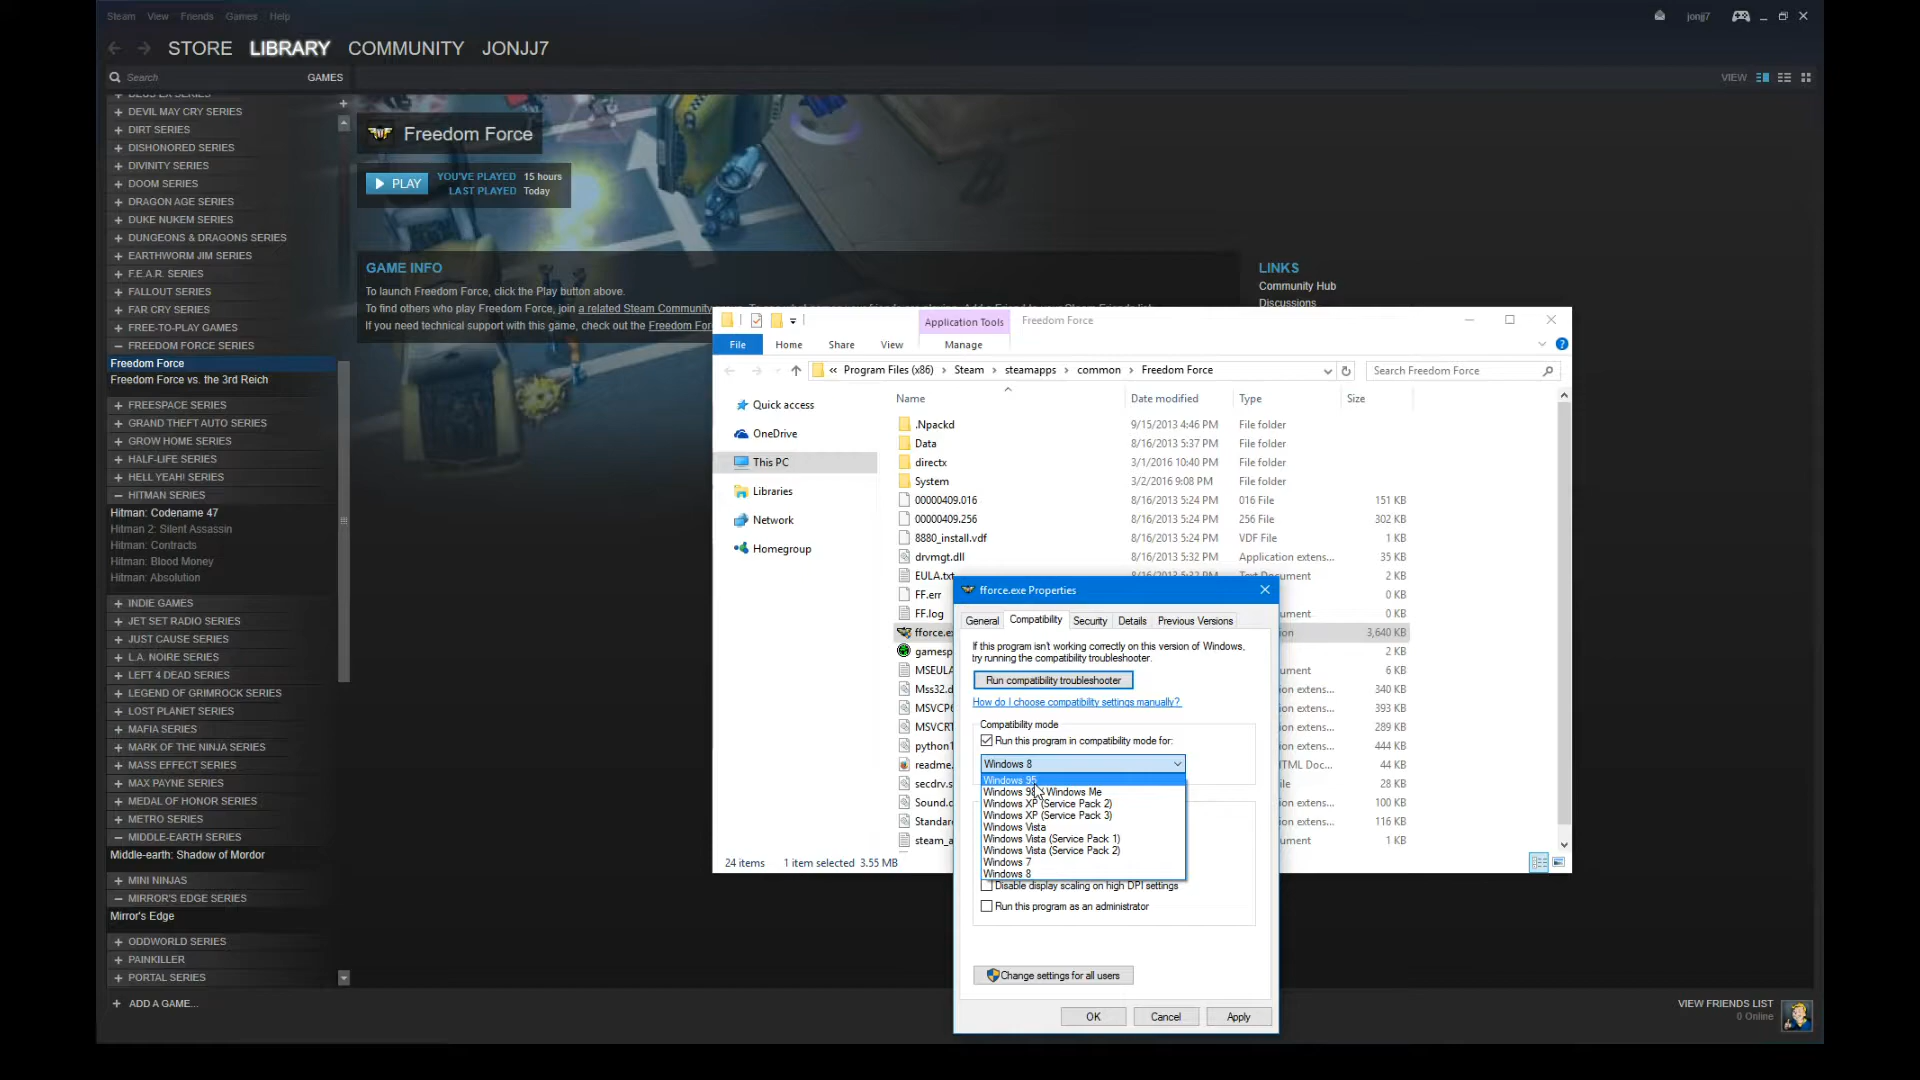 Steam View Friends Games Help
jonjj7
STORE LIBRARY COMMUNITY JONJJ7
Search GAMES
VIEW
DEUS EX SERIES
DEVIL MAY CRY SERIES
DIRT SERIES
DISHONORED SERIES
DIVINITY SERIES
DOOM SERIES
DRAGON AGE SERIES
DUKE NUKEM SERIES
DUNGEONS & DRAGONS SERIES
EARTHWORM JIM SERIES
F.E.A.R. SERIES
FALLOUT SERIES
FAR CRY SERIES
FREE-TO-PLAY GAMES
FREEDOM FORCE SERIES
Freedom Force
Freedom Force vs. the 3rd Reich
FREESPACE SERIES
GRAND THEFT AUTO SERIES
GROW HOME SERIES
HALF-LIFE SERIES
HELL YEAH! SERIES
HITMAN SERIES
Hitman: Codename 47
Hitman 2: Silent Assassin
Hitman: Contracts
Hitman: Blood Money
Hitman: Absolution
INDIE GAMES
JET SET RADIO SERIES
JUST CAUSE SERIES
L.A. NOIRE SERIES
LEFT 4 DEAD SERIES
LEGEND OF GRIMROCK SERIES
LOST PLANET SERIES
MAFIA SERIES
MARK OF THE NINJA SERIES
MASS EFFECT SERIES
MAX PAYNE SERIES
MEDAL OF HONOR SERIES
METRO SERIES
MIDDLE-EARTH SERIES
Middle-earth: Shadow of Mordor
MINI NINJAS
MIRROR'S EDGE SERIES
Mirror's Edge
ODDWORLD SERIES
PAINKILLER
PORTAL SERIES
ADD A GAME...
Freedom Force
PLAY
YOU'VE PLAYED 15 hours
LAST PLAYED Today
GAME INFO
To launch Freedom Force, click the Play button above.
To find others who play Freedom Force, join a related Steam Community
If you need technical support with this game, check out the Freedom For
LINKS
Community Hub
Discussions
Application Tools Freedom Force
File Home Share View Manage
« Program Files (x86) Steam steamapps common Freedom Force
Search Freedom Force
Quick access
OneDrive
This PC
Libraries
Network
Homegroup
Name Date modified Type Size
.Npackd 9/15/2013 4:46 PM File folder
Data 8/16/2013 5:37 PM File folder
directx 3/1/2016 10:40 PM File folder
System 3/2/2016 9:08 PM File folder
00000409.016 8/16/2013 5:24 PM 016 File 151 KB
00000409.256 8/16/2013 5:24 PM 256 File 302 KB
8880_install.vdf 8/16/2013 5:24 PM VDF File 1 KB
drvmgt.dll 8/16/2013 5:32 PM Application extens... 35 KB
EULA.txt 2 KB
FF.err 0 KB
FF.log 0 KB
fforce.ex 3,640 KB
gamesp 2 KB
MSEULA 6 KB
Mss32.d 340 KB
MSVCP6 393 KB
MSVCRT 289 KB
python1 444 KB
readme. 44 KB
secdrv.s 28 KB
Sound.d 100 KB
Standar 116 KB
steam_a
24 items 1 item selected 3.55 MB
fforce.exe Properties
General Compatibility Security Details Previous Versions
If this program isn't working correctly on this version of Windows,
try running the compatibility troubleshooter.
Run compatibility troubleshooter
How do I choose compatibility settings manually?
Compatibility mode
Run this program in compatibility mode for:
Windows 8
Windows 95
Windows 98 / Windows Me
Windows XP (Service Pack 2)
Windows XP (Service Pack 3)
Windows Vista
Windows Vista (Service Pack 1)
Windows Vista (Service Pack 2)
Windows 7
Windows 8
Disable display scaling on high DPI settings
Run this program as an administrator
Change settings for all users
OK Cancel Apply
VIEW FRIENDS LIST
0 Online